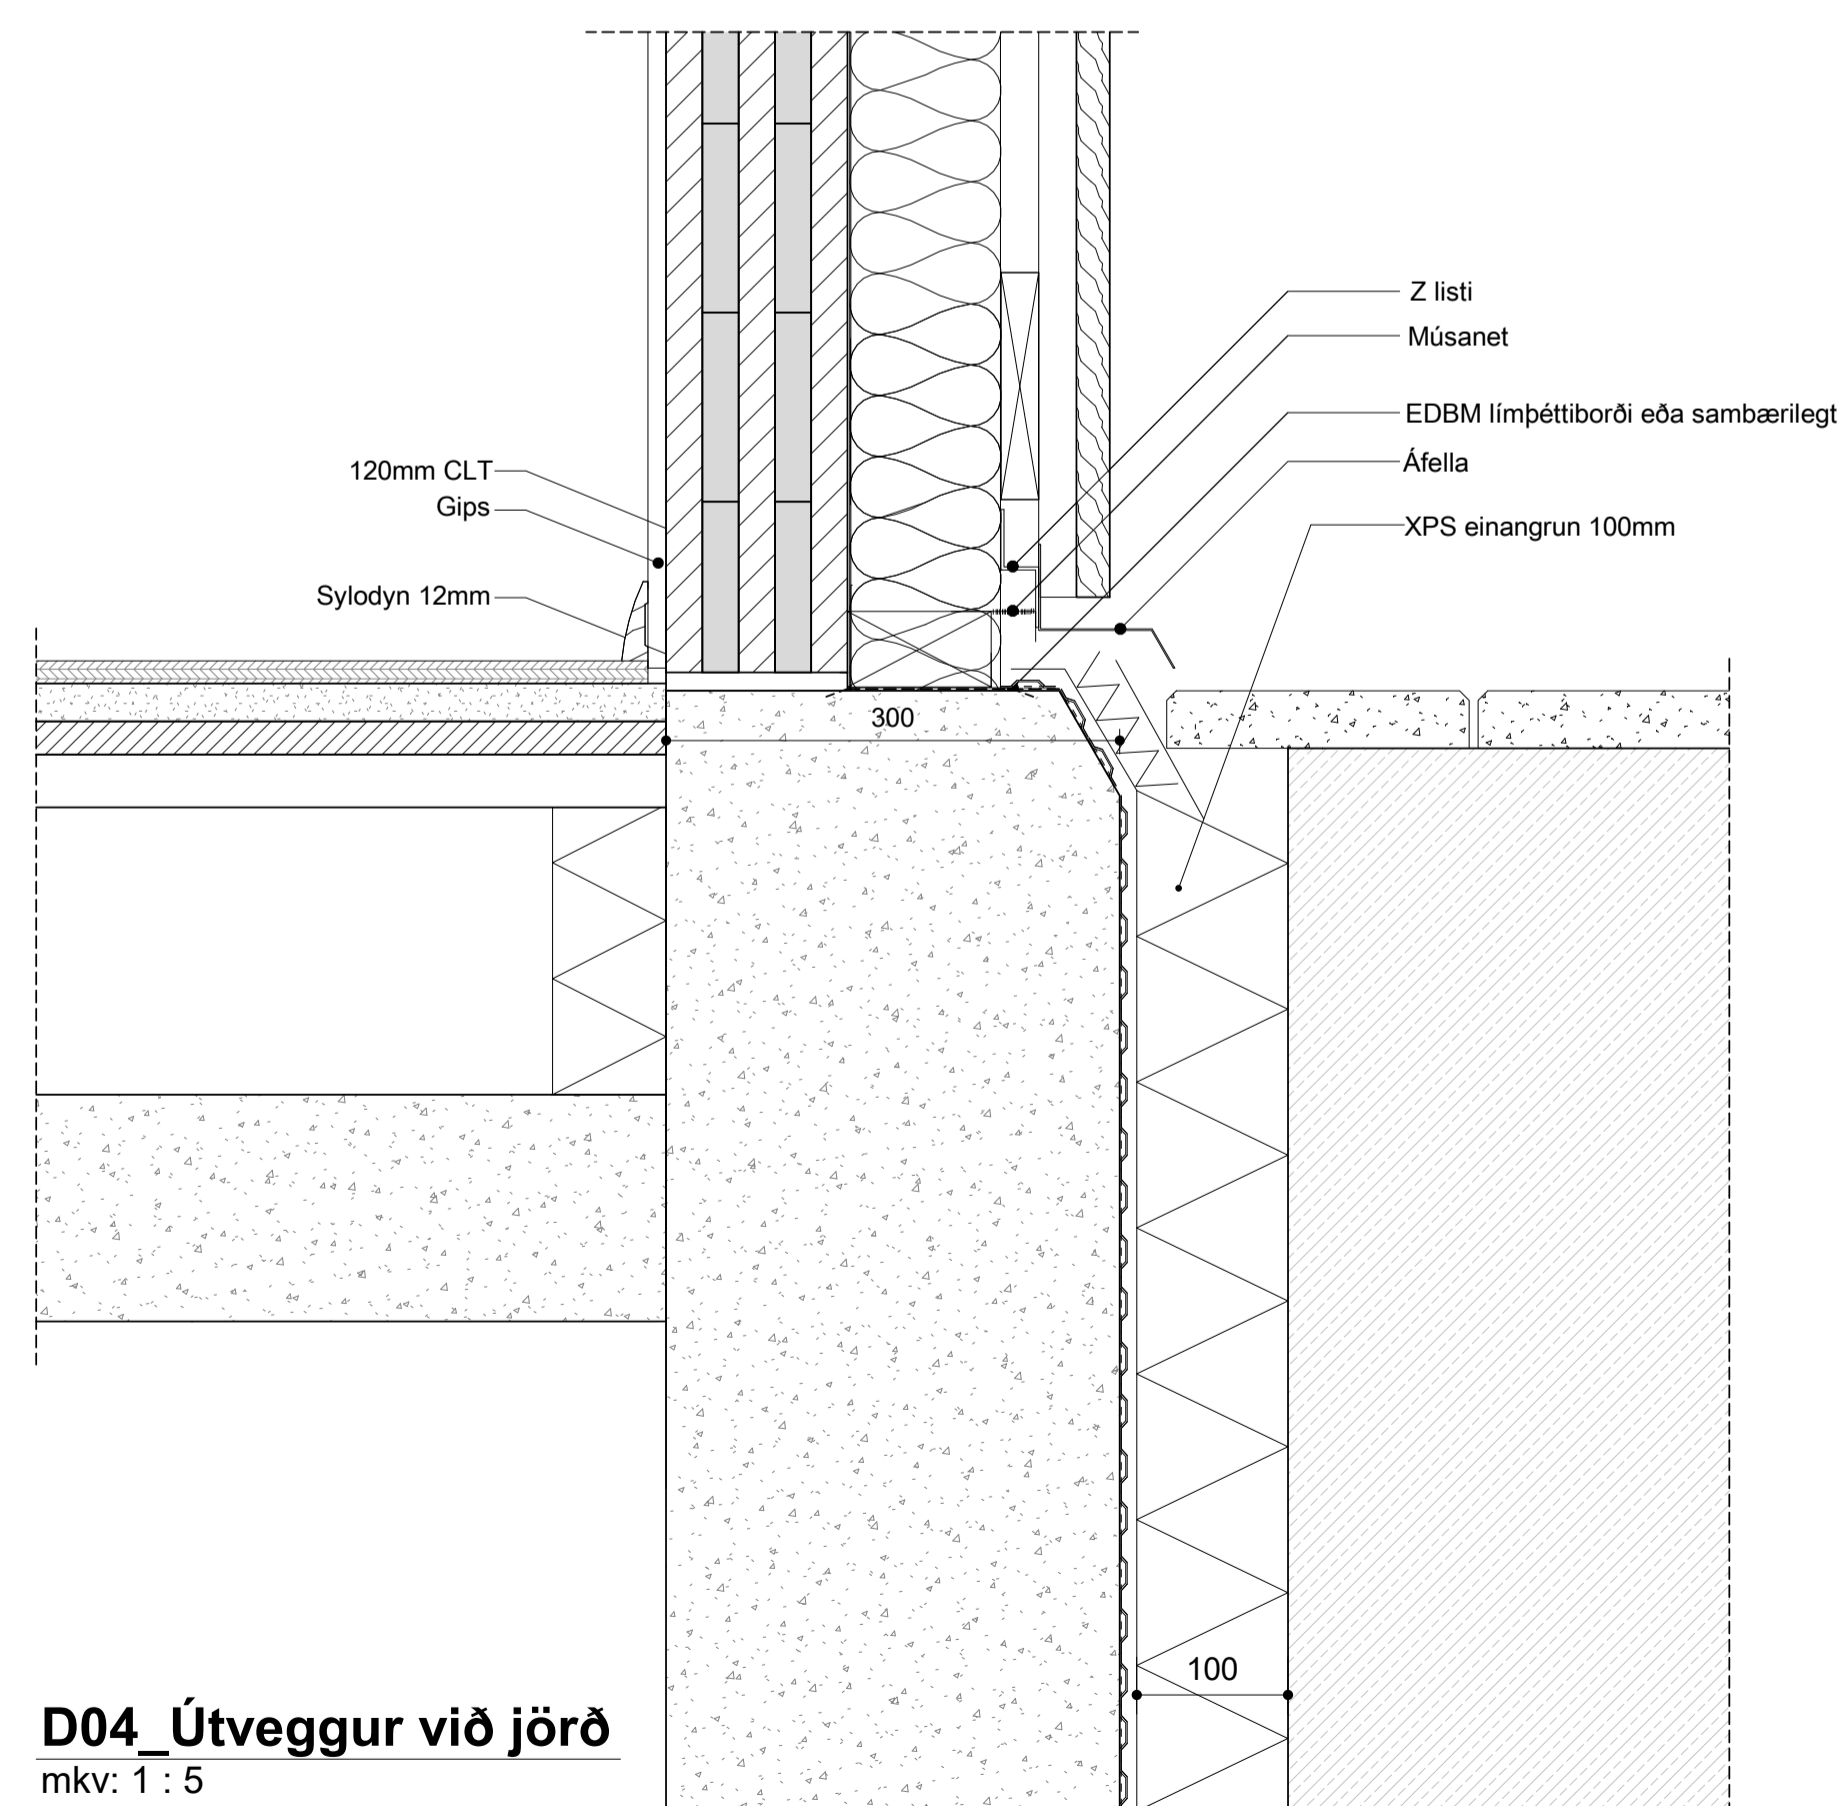 Z listi
Músanet
EDBM límþéttiborði eða sambærilegt
Áfella
XPS einangrun 100mm
120mm CLT
Gips
Sylodyn 12mm
300
100
D04_Útveggur við jörð
mkv: 1 : 5